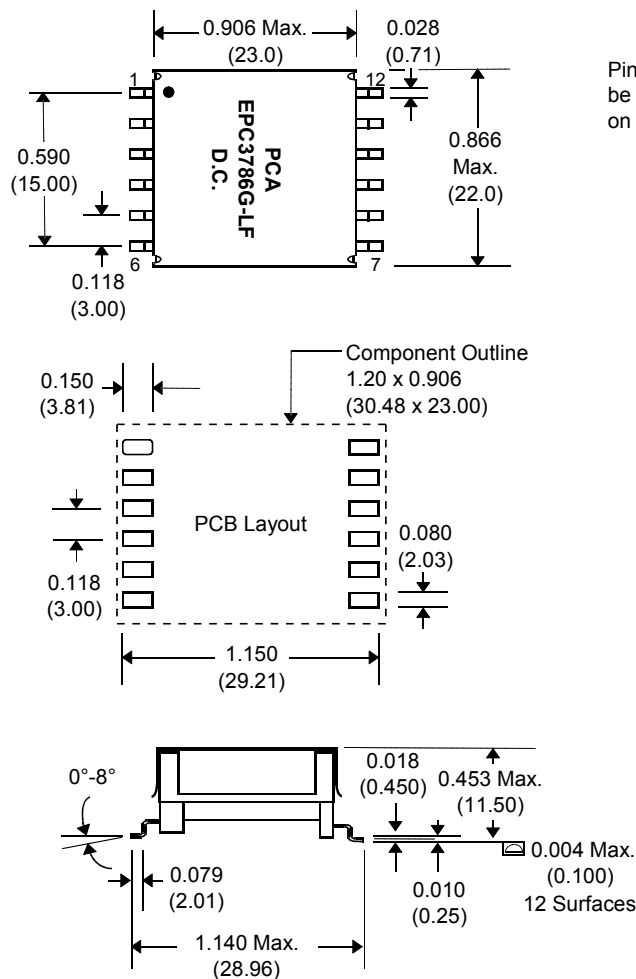 0.906 Max.
(23.0)
0.028
(0.71)
1
12
Pin
be
on
0.590
(15.00)
PCA
EPC3786G-LF
D.C.
0.866
Max.
(22.0)
6
7
0.118
(3.00)
0.150
(3.81)
Component Outline
1.20 x 0.906
(30.48 x 23.00)
PCB Layout
0.080
(2.03)
0.118
(3.00)
1.150
(29.21)
0°-8°
0.018
(0.450)
0.453 Max.
(11.50)
0.079
(2.01)
0.010
(0.25)
0.004 Max.
(0.100)
12 Surfaces
1.140 Max.
(28.96)